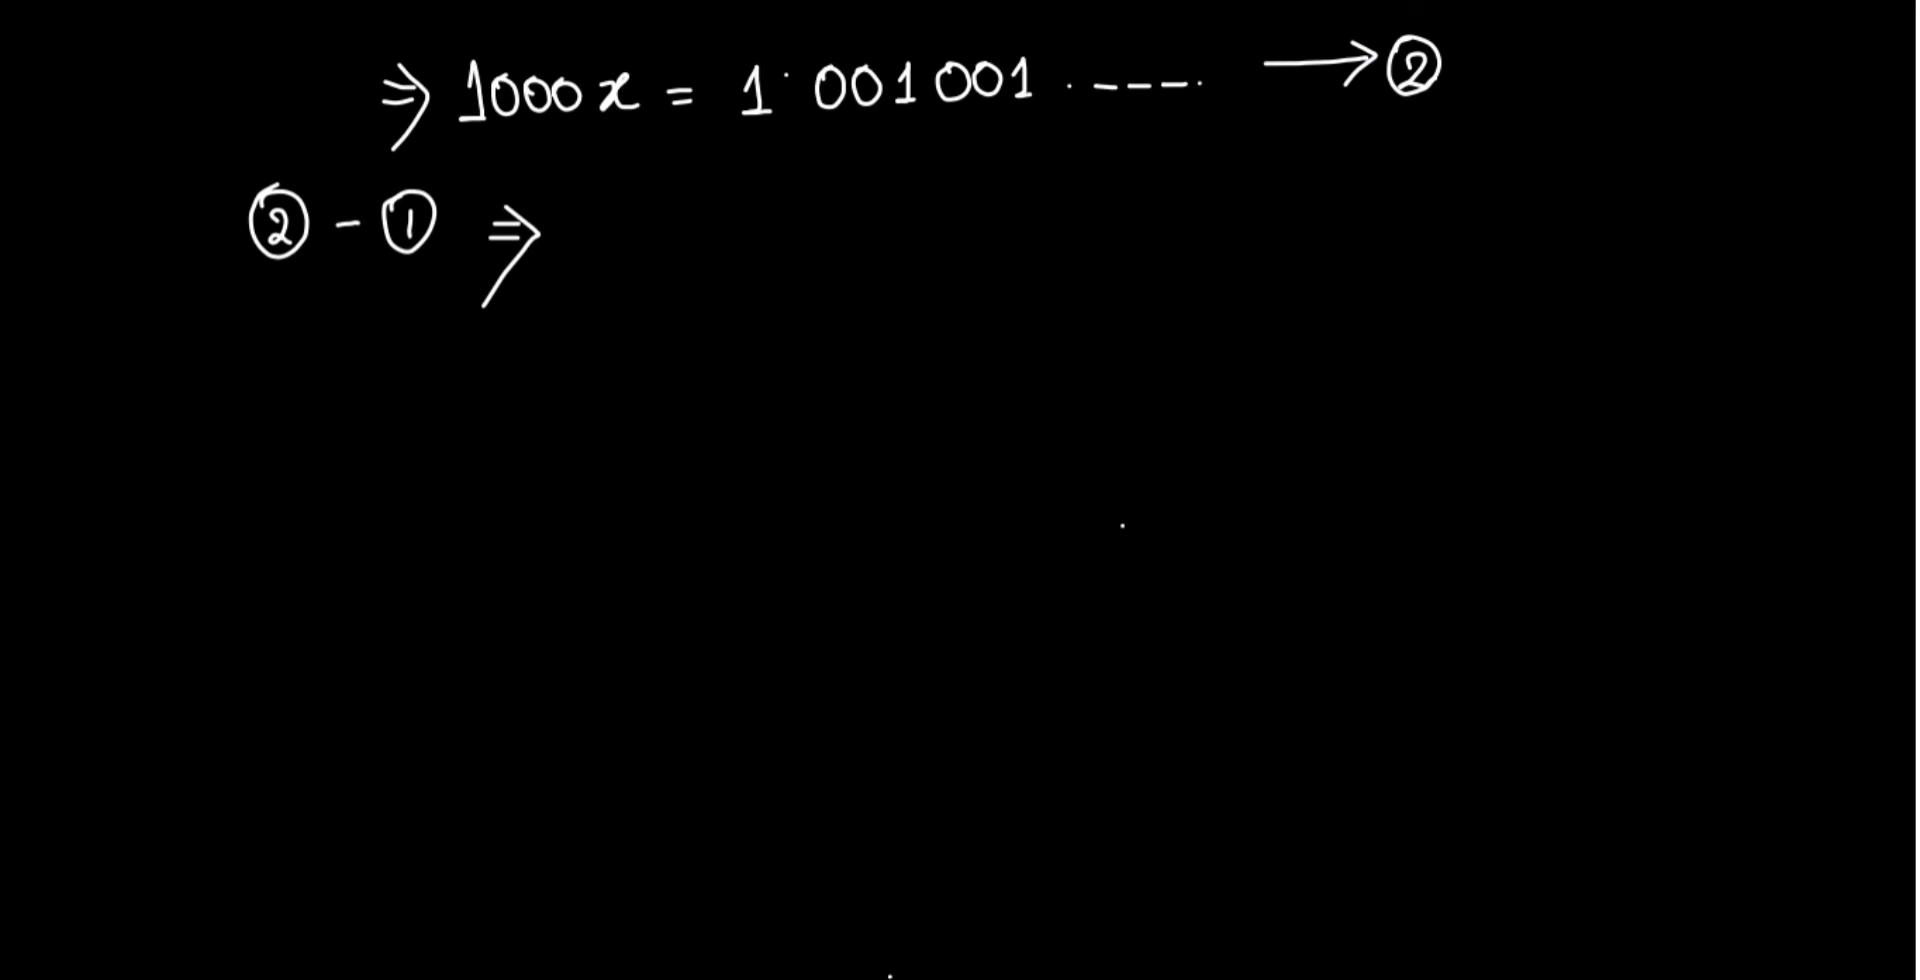 ⇒ 1000x = 1.001001.----. ⟶ ②
② - ① ⇒